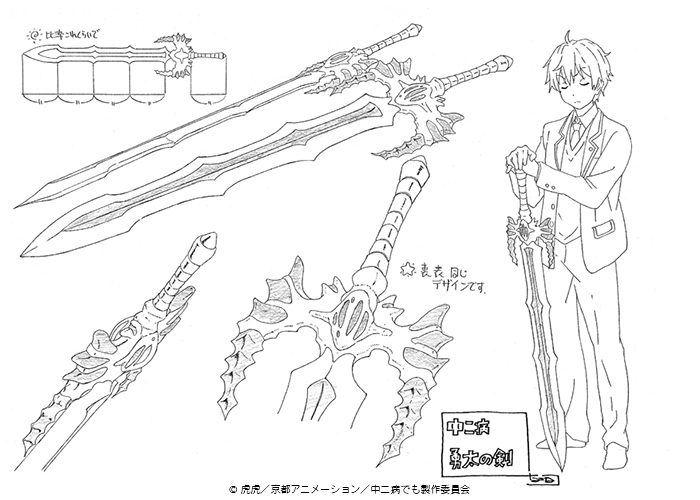 比率これくらいで
表裏同じ
デザインです。
中二病
勇太の剣
© 虎虎／京都アニメーション／中二病でも製作委員会